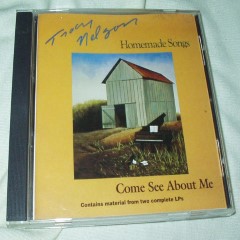 Tracy
Nelson
Homemade Songs
Come See About Me
Contains material from two complete LPs